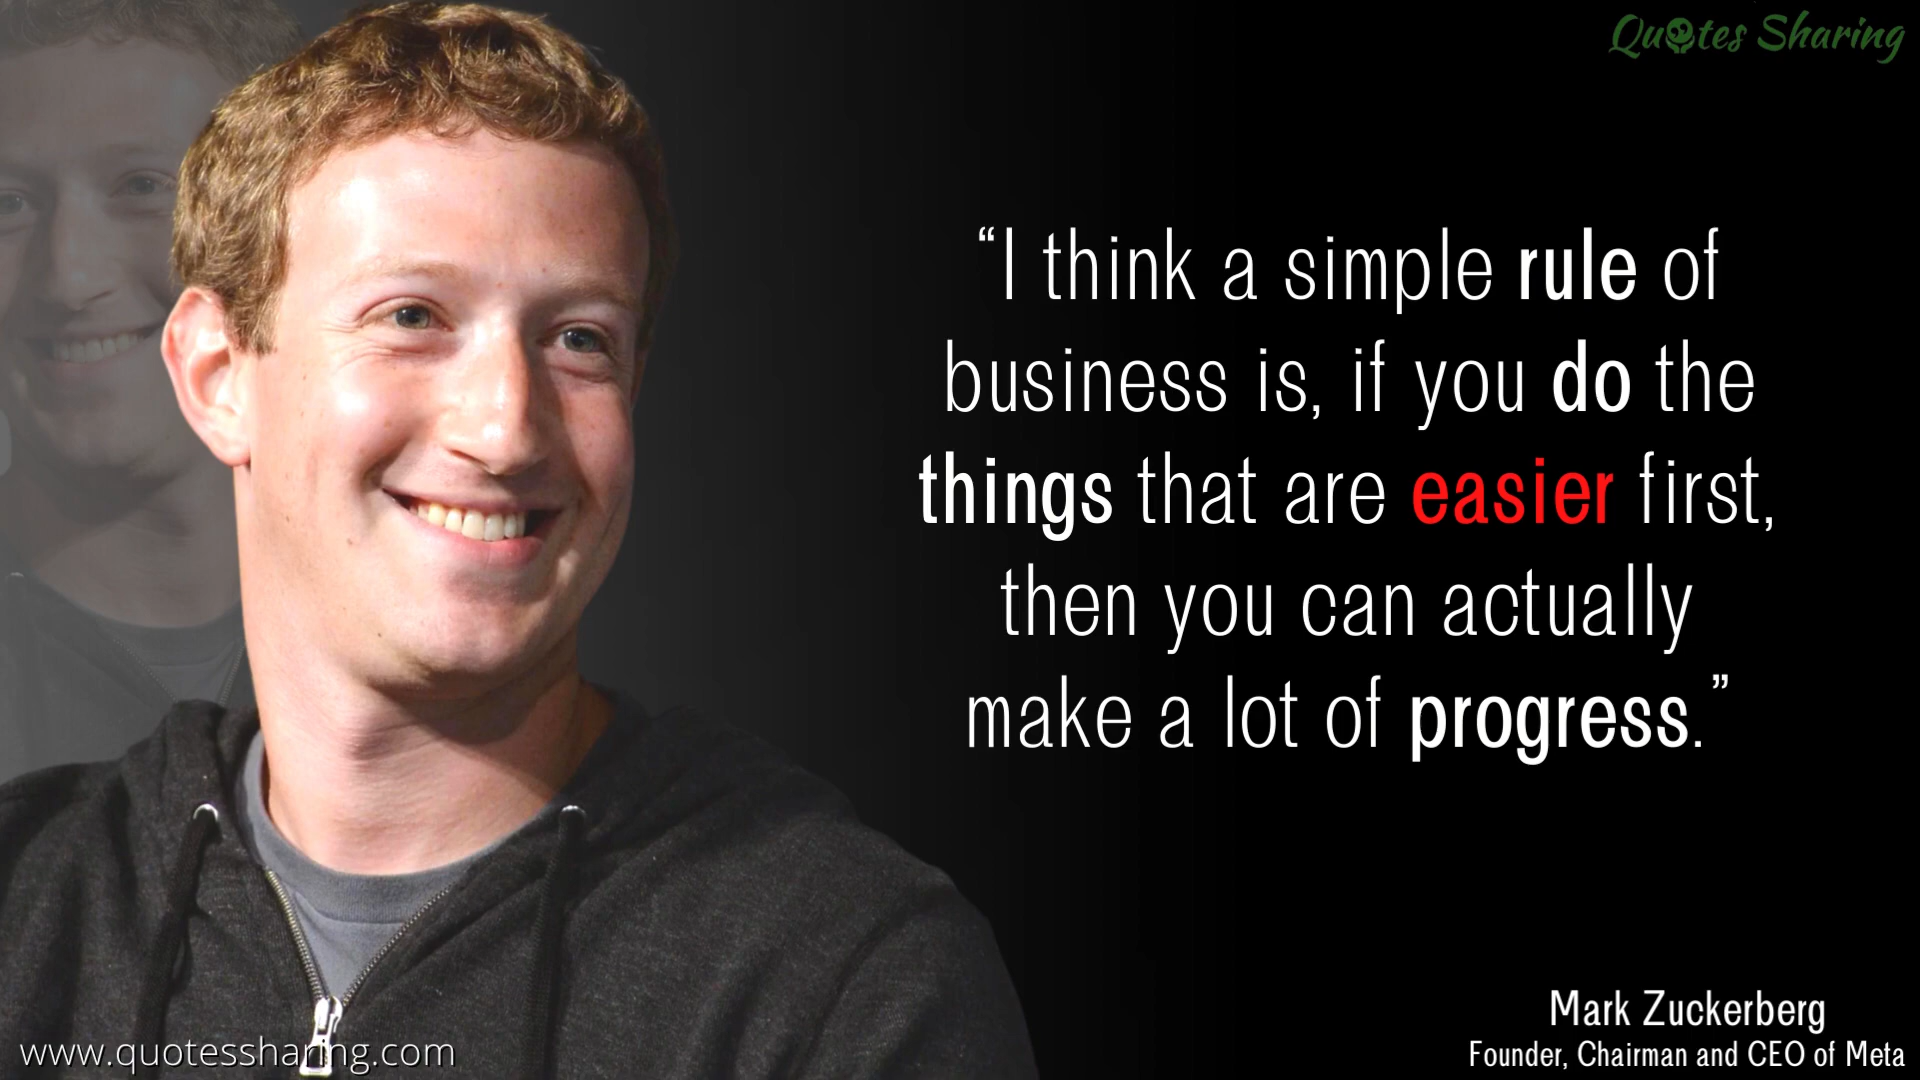 Quotes Sharing
“I think a simple rule of
business is, if you do the
things that are easier first,
then you can actually
make a lot of progress.”
Mark Zuckerberg
Founder, Chairman and CEO of Meta
www.quotessharing.com